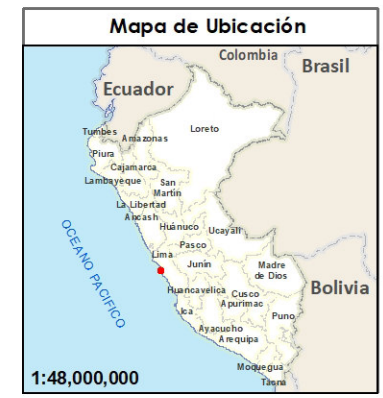 Mapa de Ubicación
Colombia
Brasil
Ecuador
Tumbes
Amazonas
Loreto
Piura
Cajamarca
Lambayeque
San
Martin
La Libertad
Ancash
Huánuco
Ucayali
Pasco
Lima
Junin
Madre
de Dios
Huancavelica
Cusco
Apurimac
Bolivia
OCEANO PACIFICO
Ica
Puno
Ayacucho
Arequipa
Moquegua
Tacna
1:48,000,000